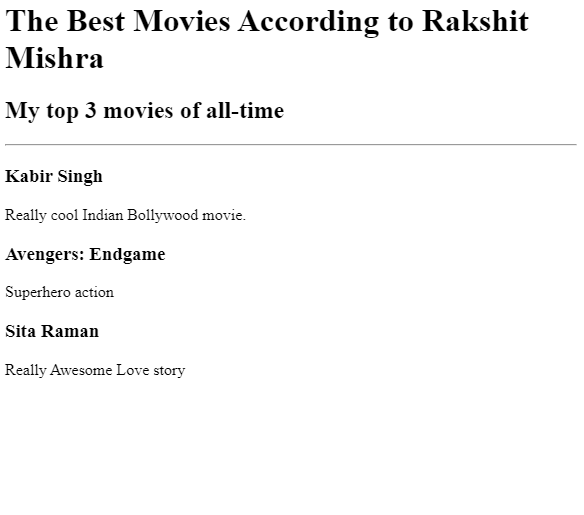 The Best Movies According to Rakshit
Mishra
My top 3 movies of all-time
Kabir Singh
Really cool Indian Bollywood movie.
Avengers: Endgame
Superhero action
Sita Raman
Really Awesome Love story